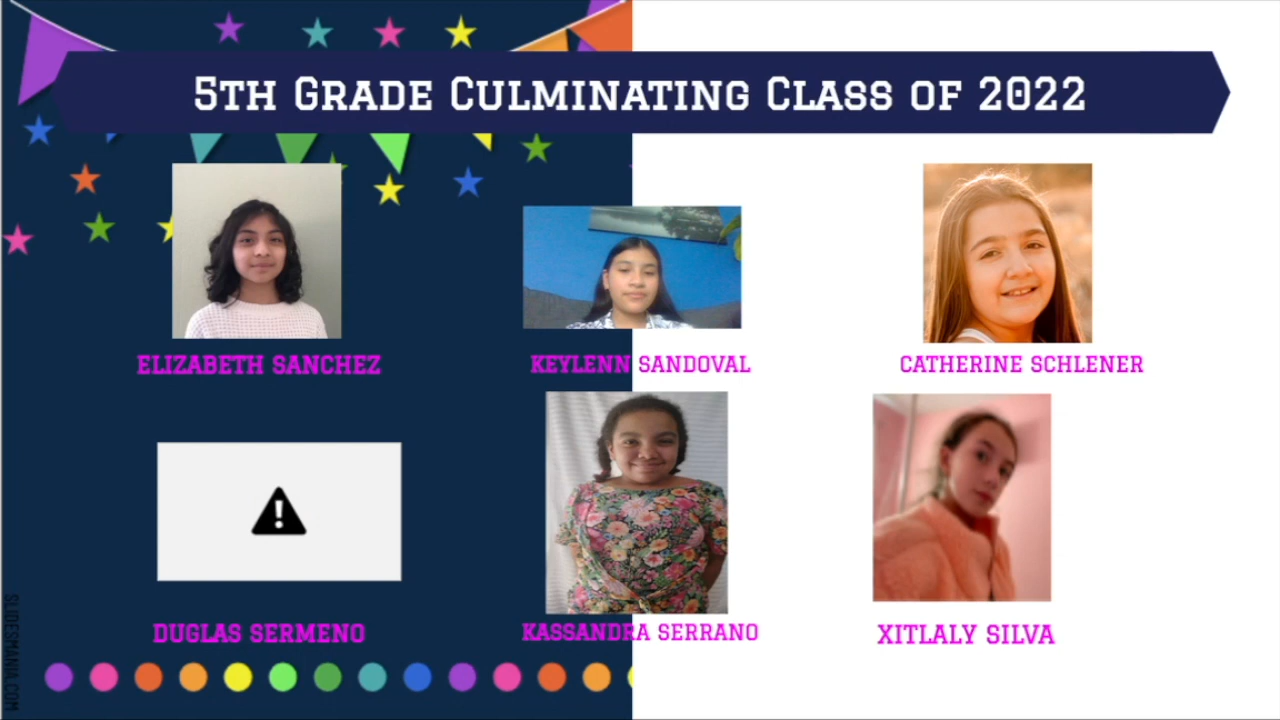 5th Grade Culminating Class of 2022
ELIZABETH SANCHEZ
KEYLENN SANDOVAL
CATHERINE SCHLENER
DUGLAS SERMENO
KASSANDRA SERRANO
XITLALY SILVA
SLIDESMANIA.COM